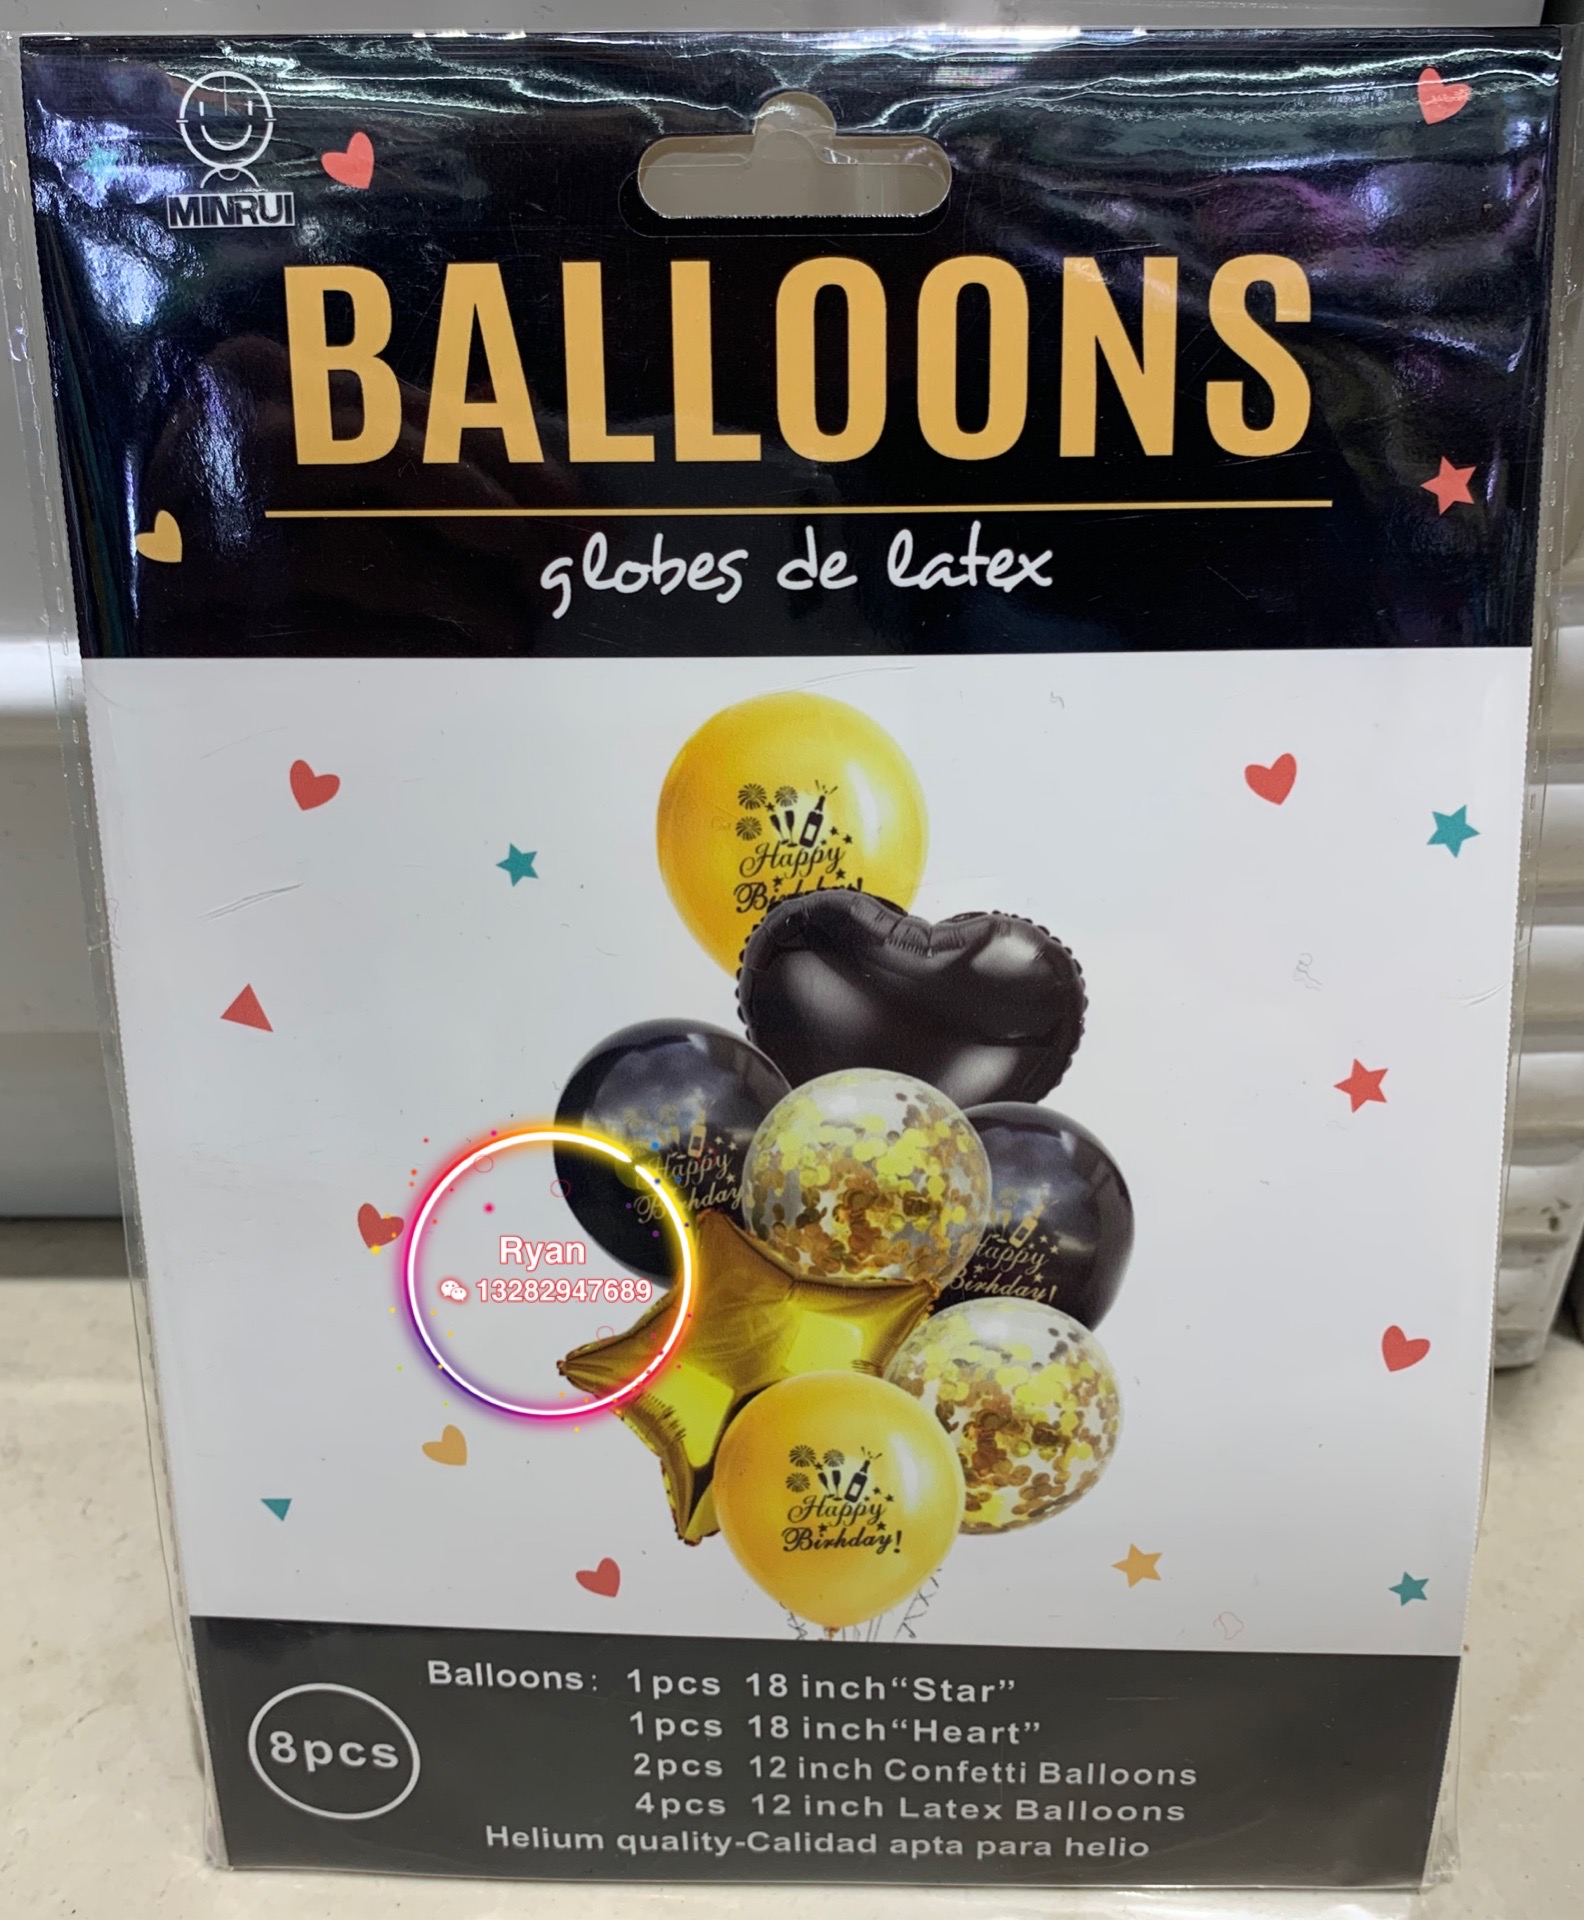 MINRUI
BALLOONS
globes de latex
Happy
Happy
Birhday
Happy
Birhday!
Ryan
13282947689
Happy
Birhday!
8pcs
Balloons: 1pcs 18 inch“Star”
1pcs 18 inch“Heart”
2pcs 12 inch Confetti Balloons
4pcs 12 inch Latex Balloons
Helium quality-Calidad apta para helio